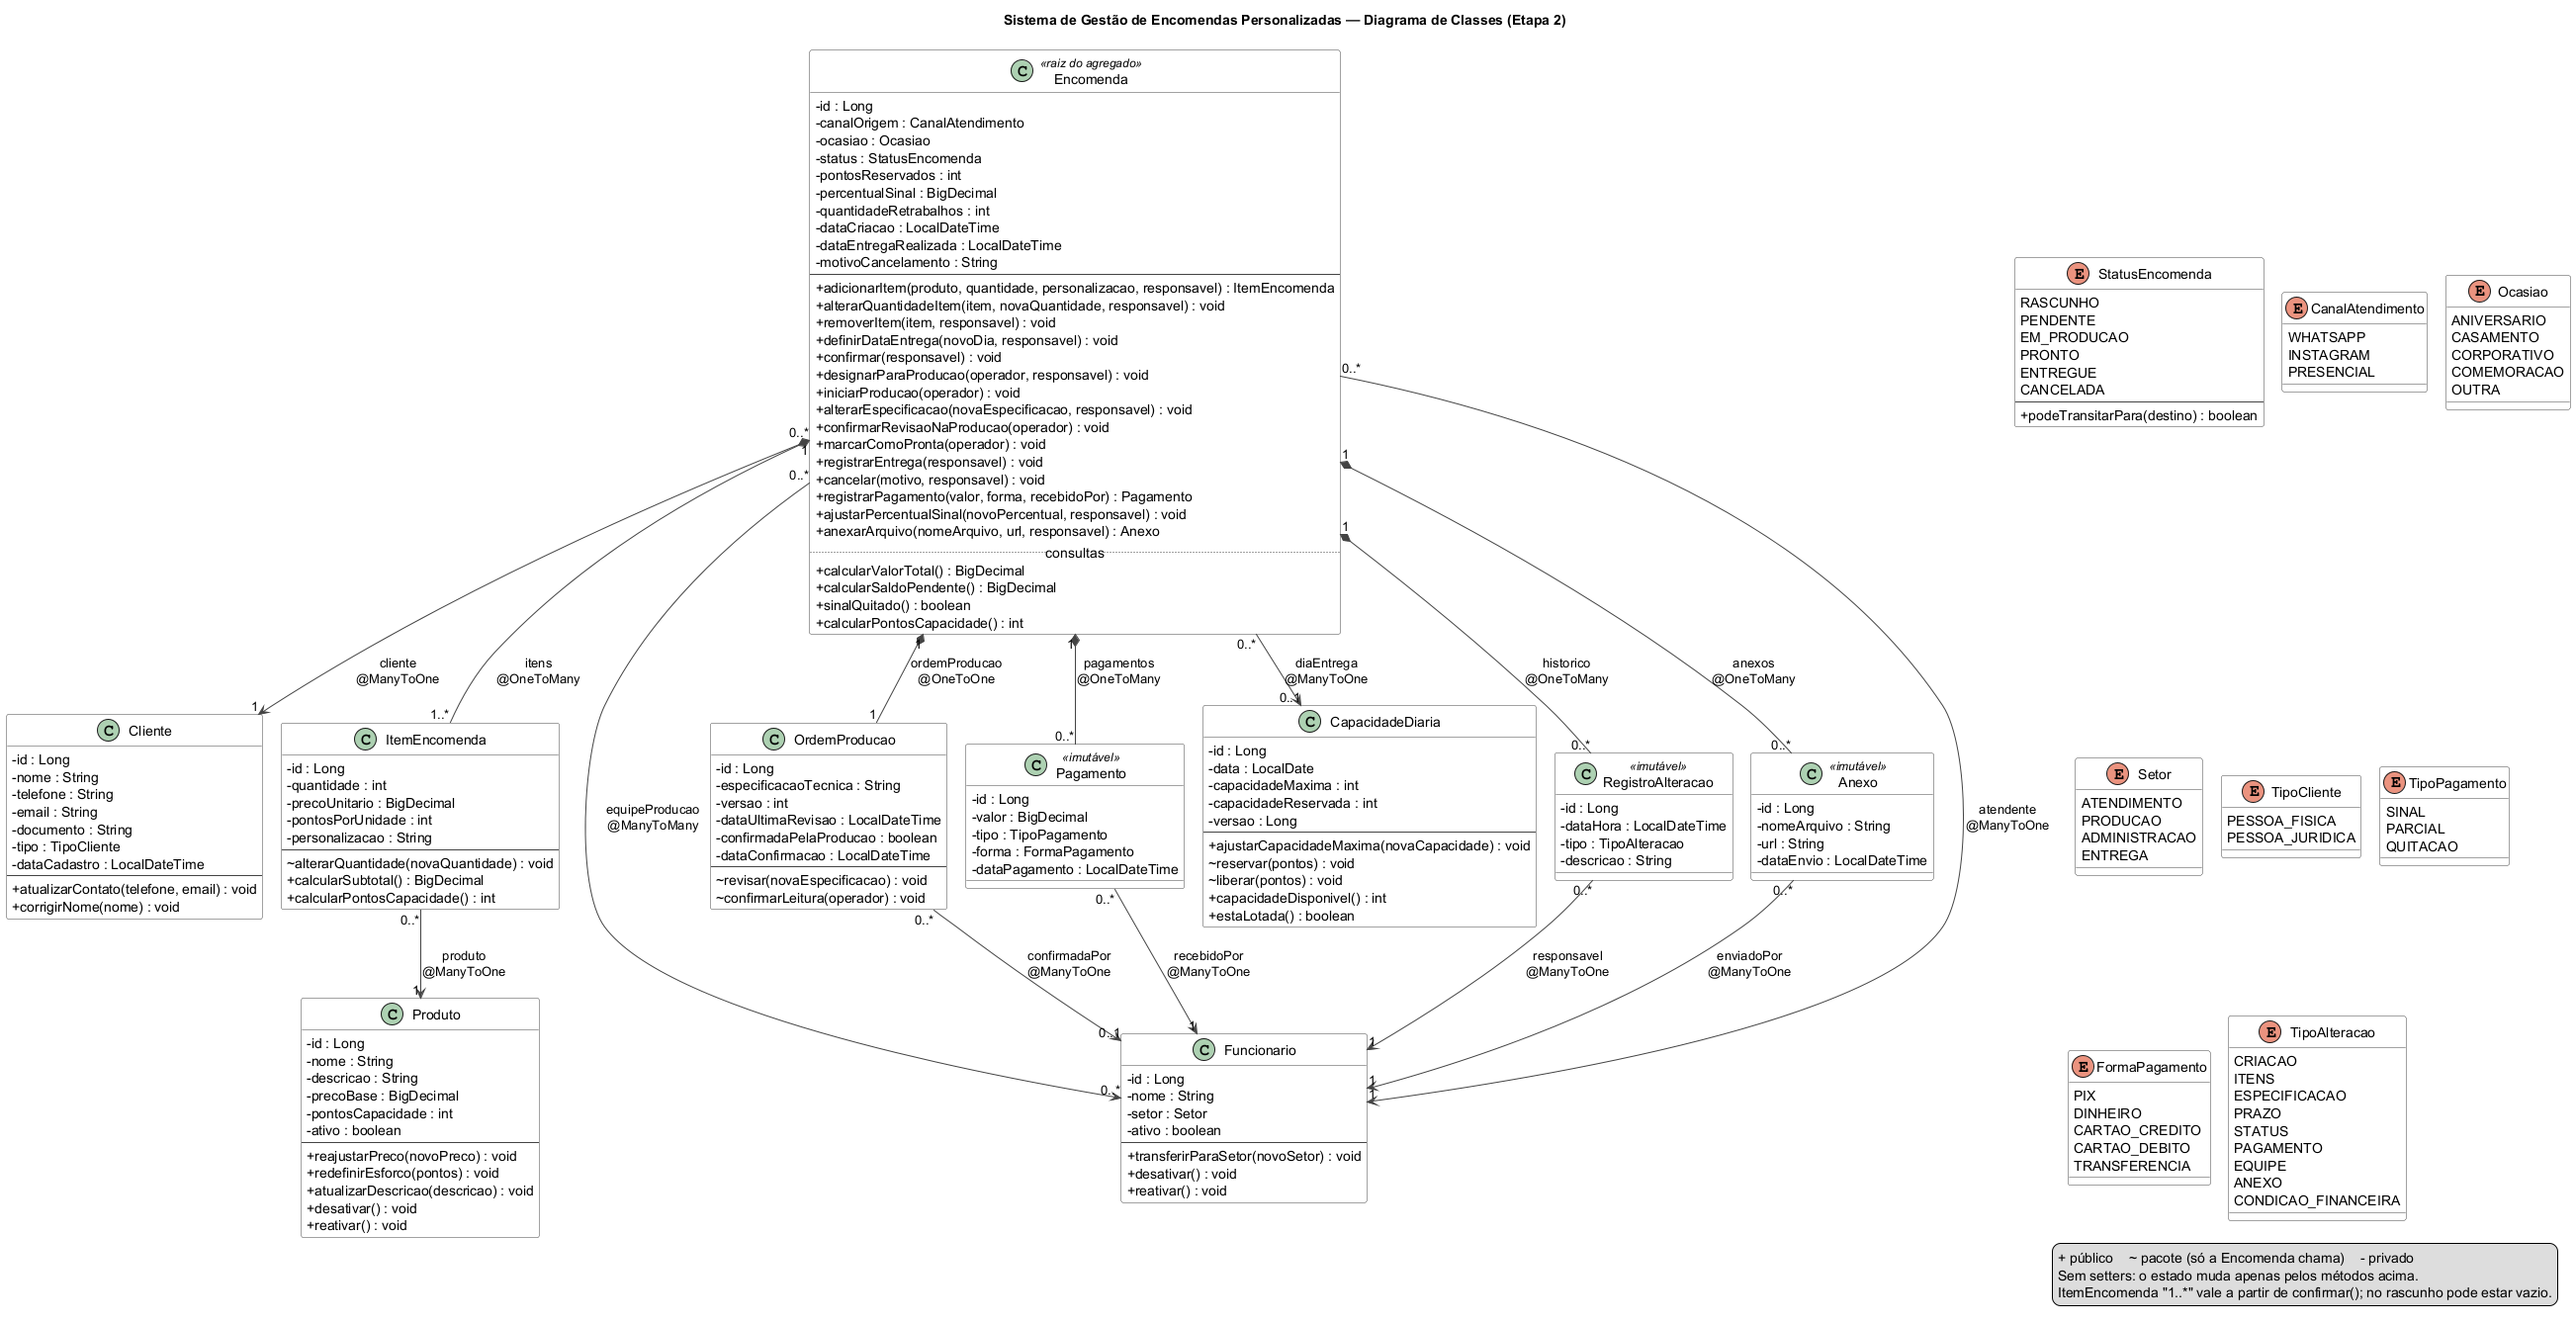 Sistema de Gestão de Encomendas Personalizadas — Diagrama de Classes (Etapa 2)
C «raiz do agregado»
Encomenda
-id : Long
-canalOrigem : CanalAtendimento
-ocasiao : Ocasiao
-status : StatusEncomenda
-pontosReservados : int
-percentualSinal : BigDecimal
-quantidadeRetrabalhos : int
-dataCriacao : LocalDateTime
-dataEntregaRealizada : LocalDateTime
-motivoCancelamento : String
+adicionarItem(produto, quantidade, personalizacao, responsavel) : ItemEncomenda
+alterarQuantidadeItem(item, novaQuantidade, responsavel) : void
+removerItem(item, responsavel) : void
+definirDataEntrega(novoDia, responsavel) : void
+confirmar(responsavel) : void
+designarParaProducao(operador, responsavel) : void
+iniciarProducao(operador) : void
+alterarEspecificacao(novaEspecificacao, responsavel) : void
+confirmarRevisaoNaProducao(operador) : void
+marcarComoPronta(operador) : void
+registrarEntrega(responsavel) : void
+cancelar(motivo, responsavel) : void
+registrarPagamento(valor, forma, recebidoPor) : Pagamento
+ajustarPercentualSinal(novoPercentual, responsavel) : void
+anexarArquivo(nomeArquivo, url, responsavel) : Anexo
consultas
+calcularValorTotal() : BigDecimal
+calcularSaldoPendente() : BigDecimal
+sinalQuitado() : boolean
+calcularPontosCapacidade() : int
E StatusEncomenda
RASCUNHO
PENDENTE
EM_PRODUCAO
PRONTO
ENTREGUE
CANCELADA
+podeTransitarPara(destino) : boolean
E CanalAtendimento
WHATSAPP
INSTAGRAM
PRESENCIAL
E Ocasiao
ANIVERSARIO
CASAMENTO
CORPORATIVO
COMEMORACAO
OUTRA
0..*
1
0..*
0..*
1
1
1
1
0..*
cliente
@ManyToOne
itens
@OneToMany
ordemProducao
@OneToOne
pagamentos
@OneToMany
diaEntrega
@ManyToOne
historico
@OneToMany
anexos
@OneToMany
equipeProducao
@ManyToMany
atendente
@ManyToOne
1
1..*
1
0..*
0..1
0..*
0..*
C Cliente
-id : Long
-nome : String
-telefone : String
-email : String
-documento : String
-tipo : TipoCliente
-dataCadastro : LocalDateTime
+atualizarContato(telefone, email) : void
+corrigirNome(nome) : void
C ItemEncomenda
-id : Long
-quantidade : int
-precoUnitario : BigDecimal
-pontosPorUnidade : int
-personalizacao : String
~alterarQuantidade(novaQuantidade) : void
+calcularSubtotal() : BigDecimal
+calcularPontosCapacidade() : int
C OrdemProducao
-id : Long
-especificacaoTecnica : String
-versao : int
-dataUltimaRevisao : LocalDateTime
-confirmadaPelaProducao : boolean
-dataConfirmacao : LocalDateTime
~revisar(novaEspecificacao) : void
~confirmarLeitura(operador) : void
C «imutável»
Pagamento
-id : Long
-valor : BigDecimal
-tipo : TipoPagamento
-forma : FormaPagamento
-dataPagamento : LocalDateTime
C CapacidadeDiaria
-id : Long
-data : LocalDate
-capacidadeMaxima : int
-capacidadeReservada : int
-versao : Long
+ajustarCapacidadeMaxima(novaCapacidade) : void
~reservar(pontos) : void
~liberar(pontos) : void
+capacidadeDisponivel() : int
+estaLotada() : boolean
C «imutável»
RegistroAlteracao
-id : Long
-dataHora : LocalDateTime
-tipo : TipoAlteracao
-descricao : String
C «imutável»
Anexo
-id : Long
-nomeArquivo : String
-url : String
-dataEnvio : LocalDateTime
E Setor
ATENDIMENTO
PRODUCAO
ADMINISTRACAO
ENTREGA
E TipoCliente
PESSOA_FISICA
PESSOA_JURIDICA
E TipoPagamento
SINAL
PARCIAL
QUITACAO
0..*
0..*
0..*
0..*
0..*
produto
@ManyToOne
confirmadaPor
@ManyToOne
recebidoPor
@ManyToOne
responsavel
@ManyToOne
enviadoPor
@ManyToOne
1
0..1
1
1
1
1
0..*
C Produto
-id : Long
-nome : String
-descricao : String
-precoBase : BigDecimal
-pontosCapacidade : int
-ativo : boolean
+reajustarPreco(novoPreco) : void
+redefinirEsforco(pontos) : void
+atualizarDescricao(descricao) : void
+desativar() : void
+reativar() : void
C Funcionario
-id : Long
-nome : String
-setor : Setor
-ativo : boolean
+transferirParaSetor(novoSetor) : void
+desativar() : void
+reativar() : void
E FormaPagamento
PIX
DINHEIRO
CARTAO_CREDITO
CARTAO_DEBITO
TRANSFERENCIA
E TipoAlteracao
CRIACAO
ITENS
ESPECIFICACAO
PRAZO
STATUS
PAGAMENTO
EQUIPE
ANEXO
CONDICAO_FINANCEIRA
+ público ~ pacote (só a Encomenda chama) - privado
Sem setters: o estado muda apenas pelos métodos acima.
ItemEncomenda "1..*" vale a partir de confirmar(); no rascunho pode estar vazio.